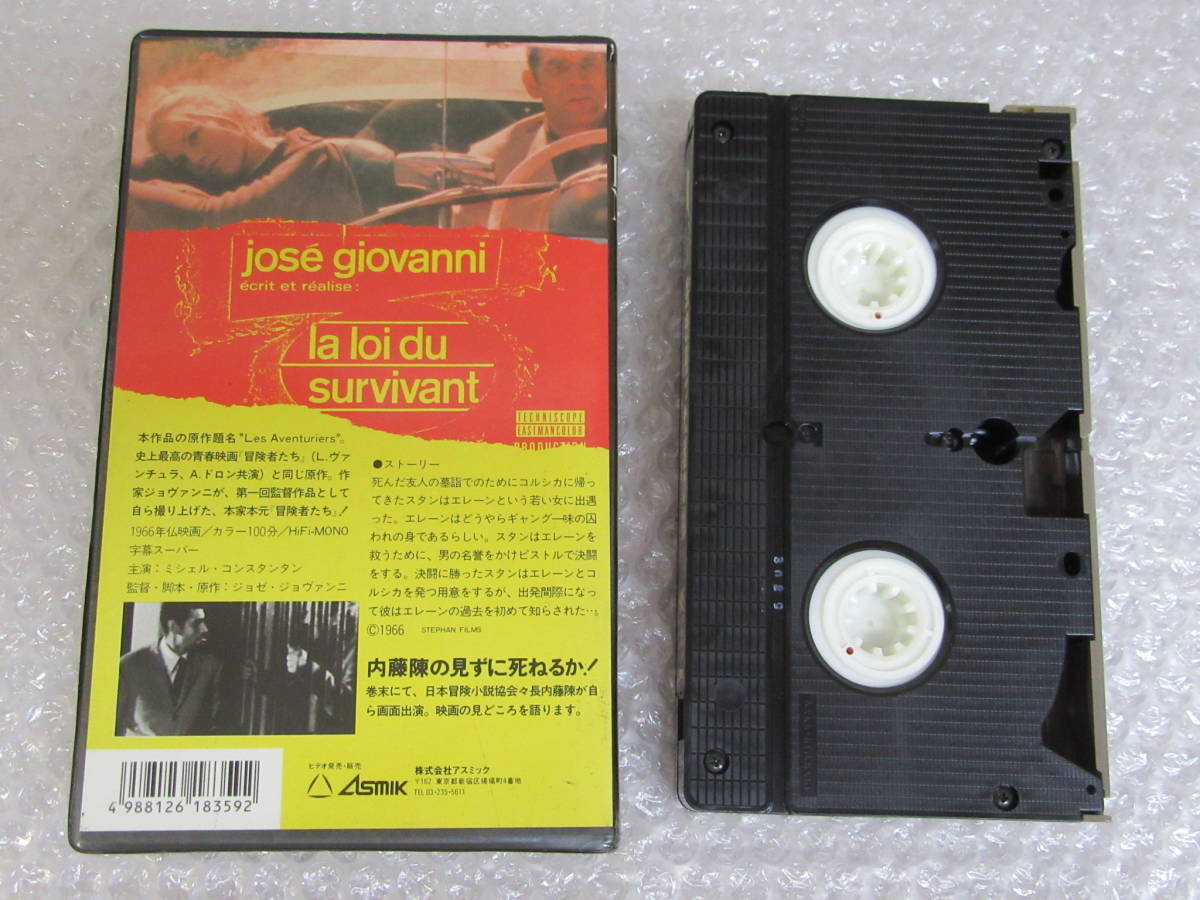 josé giovanni
écrit et réalise :
la loi du
survivant
TECHNISCOPE
EASTMANCOLOR
PRODUCTION
本作品の原作題名"Les Aventuriers"。
史上最高の青春映画『冒険者たち』(L.ヴァ
ンチュラ、A.ドロン共演)と同じ原作。作
家ジョヴァンニが、第一回監督作品として
自ら撮り上げた、本家本元『冒険者たち』!
1966年仏映画/カラー100分/HiFi-MONO
字幕スーパー
主演:ミシェル・コンスタンタン
監督・脚本・原作:ジョゼ・ジョヴァンニ
●ストーリー
死んだ友人の墓詣でのためにコルシカに帰っ
てきたスタンはエレーンという若い女に出遇
った。エレーンはどうやらギャング一味の囚
われの身であるらしい。スタンはエレーンを
救うために、男の名誉をかけピストルで決闘
をする。決闘に勝ったスタンはエレーンとコ
ルシカを発つ用意をするが、出発間際になっ
て彼はエレーンの過去を初めて知らされた…。
©1966 STEPHAN FILMS
内藤陳の見ずに死ねるか!
巻末にて、日本冒険小説協会々長内藤陳が自
ら画面出演。映画の見どころを語ります。
4 988126 183592
ビデオ発売・販売
ASMIK
株式会社アスミック
〒162 東京都新宿区揚場町4番地
TEL 03-235-5611